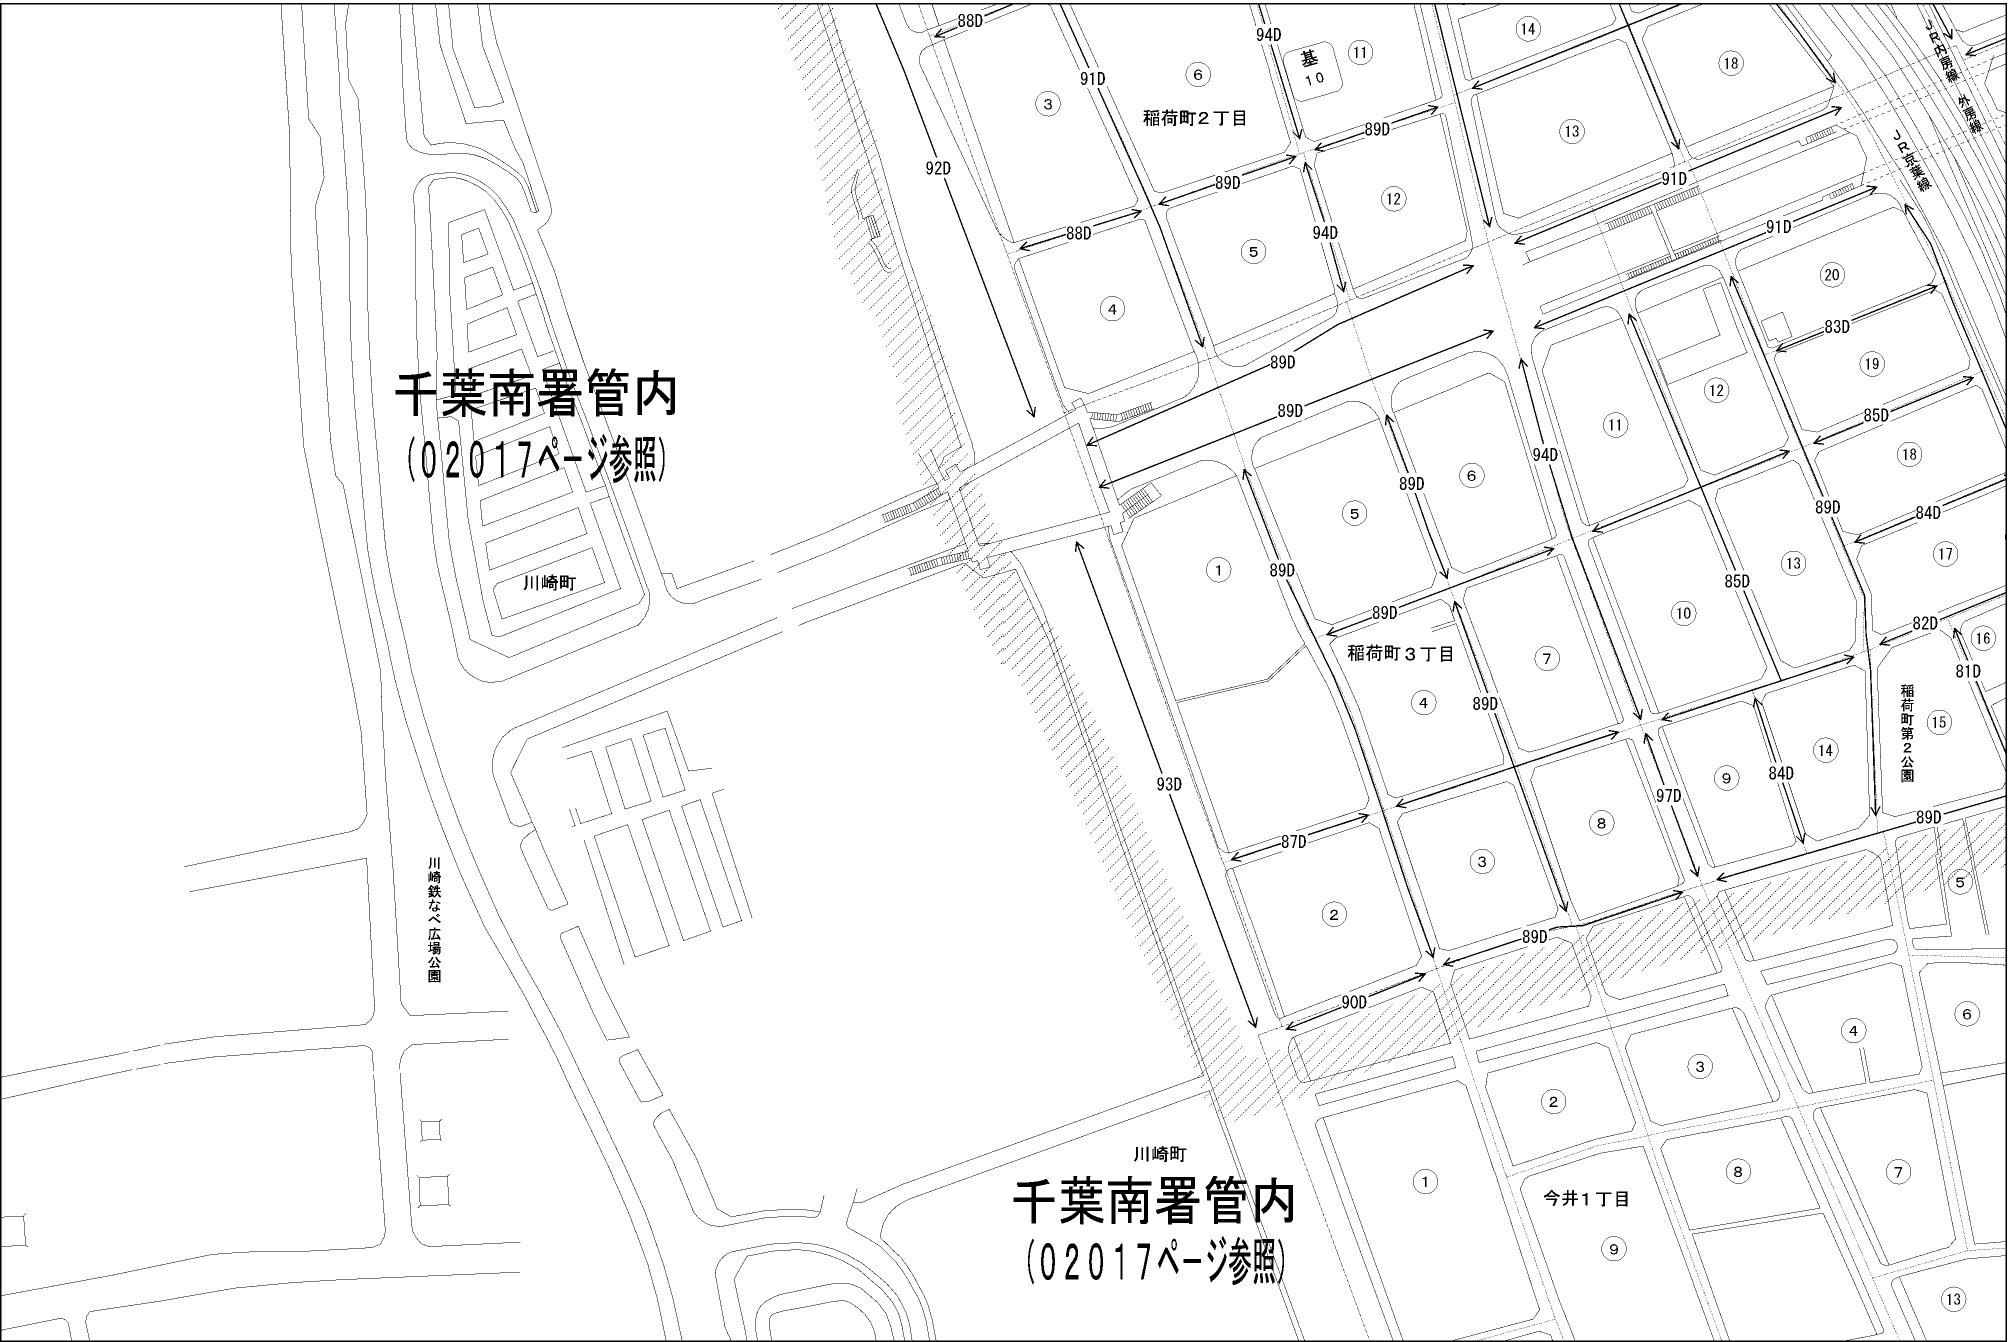 88D
94D
基
10
⑪
⑭
⑱
JR内房線 外房線
91D
⑥
③
稲荷町2丁目
89D
⑬
JR京葉線
92D
89D
⑫
91D
88D
94D
⑤
91D
④
⑳
83D
89D
⑲
⑫
89D
85D
⑪
千葉南署管内
(02017ページ参照)
94D
⑱
⑥
89D
⑤
89D
84D
⑰
①
89D
⑬
85D
川崎町
⑩
89D
82D
⑯
稲荷町3丁目
⑦
81D
④
89D
稲荷町第2公園
⑮
⑭
⑨
84D
93D
97D
89D
⑧
87D
③
⑤
川崎鉄なべ広場公園
②
89D
90D
⑥
④
③
②
川崎町
千葉南署管内
(02017ページ参照)
①
⑧
⑦
今井1丁目
⑨
⑬